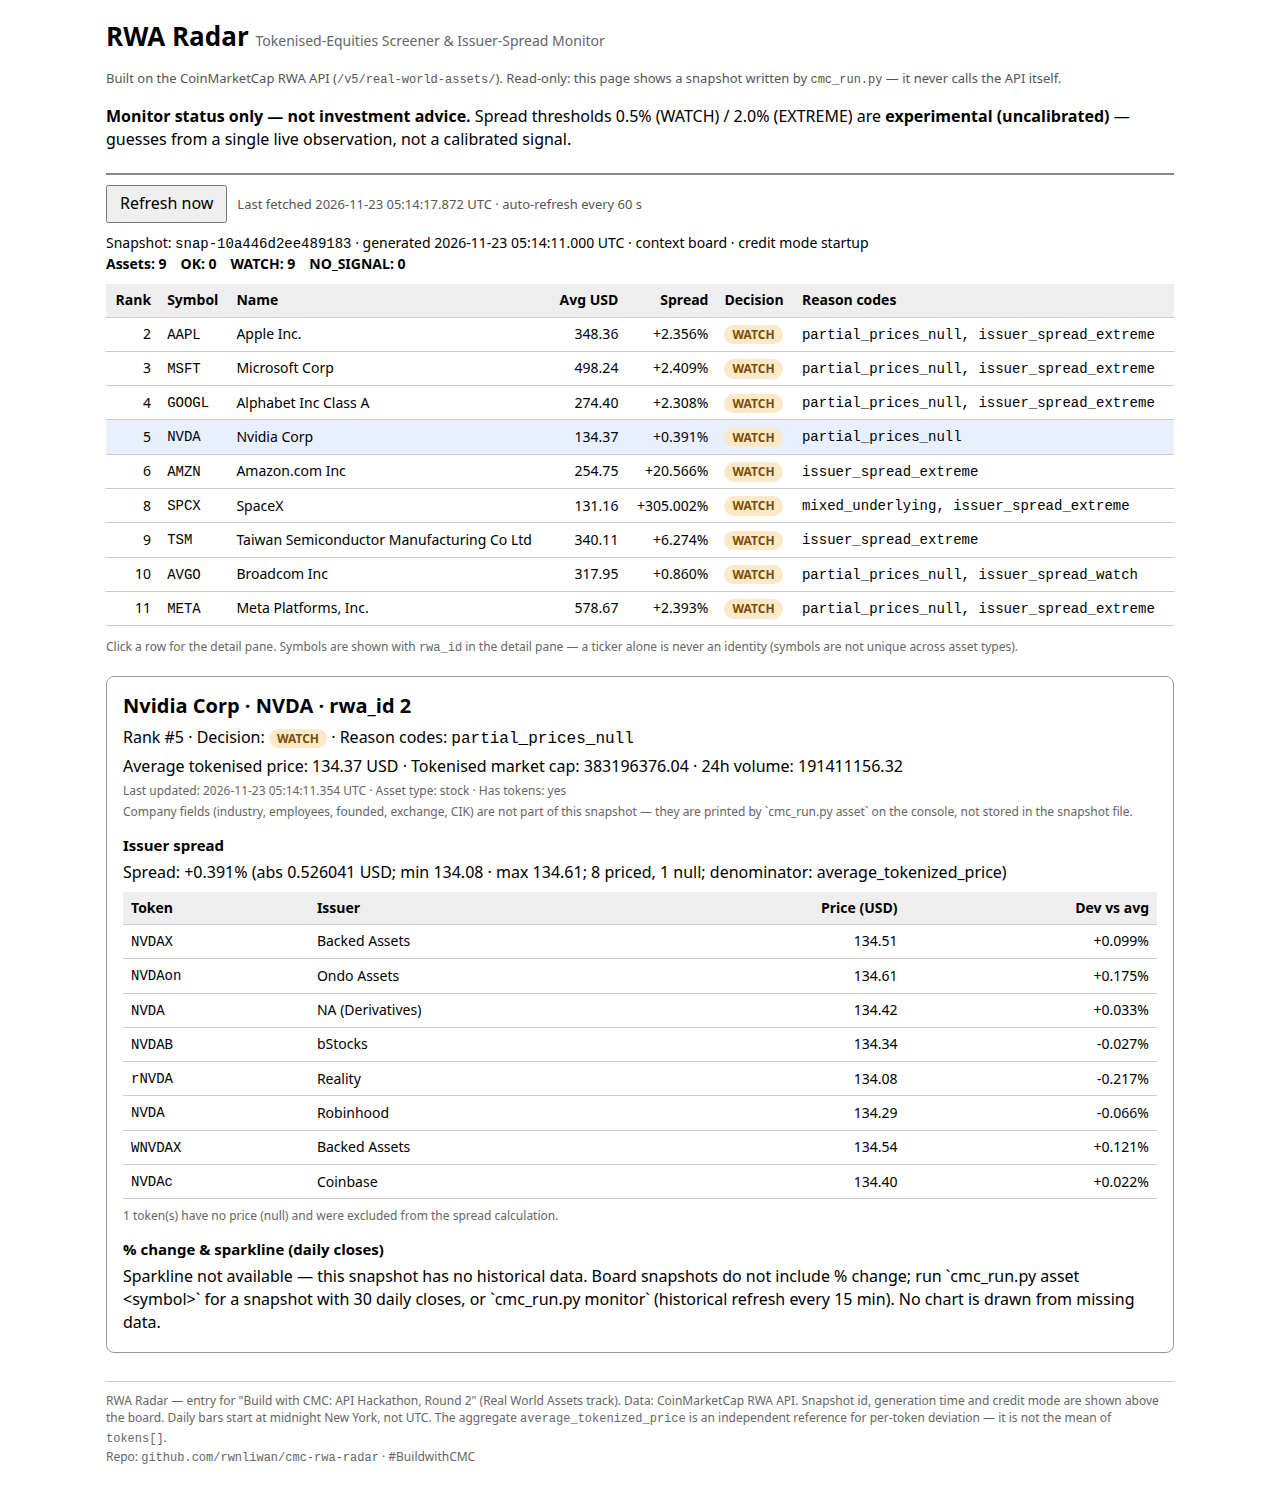 RWA Radar Tokenised-Equities Screener & Issuer-Spread Monitor
Built on the CoinMarketCap RWA API (/v5/real-world-assets/). Read-only: this page shows a snapshot written by cmc_run.py — it never calls the API itself.
Monitor status only — not investment advice. Spread thresholds 0.5% (WATCH) / 2.0% (EXTREME) are experimental (uncalibrated) —
guesses from a single live observation, not a calibrated signal.
Refresh now Last fetched 2026-11-23 05:14:17.872 UTC · auto-refresh every 60 s
Snapshot: snap-10a446d2ee489183 · generated 2026-11-23 05:14:11.000 UTC · context board · credit mode startup
Assets: 9 OK: 0 WATCH: 9 NO_SIGNAL: 0
Rank Symbol Name Avg USD Spread Decision Reason codes
2 AAPL Apple Inc. 348.36 +2.356% WATCH partial_prices_null, issuer_spread_extreme
3 MSFT Microsoft Corp 498.24 +2.409% WATCH partial_prices_null, issuer_spread_extreme
4 GOOGL Alphabet Inc Class A 274.40 +2.308% WATCH partial_prices_null, issuer_spread_extreme
5 NVDA Nvidia Corp 134.37 +0.391% WATCH partial_prices_null
6 AMZN Amazon.com Inc 254.75 +20.566% WATCH issuer_spread_extreme
8 SPCX SpaceX 131.16 +305.002% WATCH mixed_underlying, issuer_spread_extreme
9 TSM Taiwan Semiconductor Manufacturing Co Ltd 340.11 +6.274% WATCH issuer_spread_extreme
10 AVGO Broadcom Inc 317.95 +0.860% WATCH partial_prices_null, issuer_spread_watch
11 META Meta Platforms, Inc. 578.67 +2.393% WATCH partial_prices_null, issuer_spread_extreme
Click a row for the detail pane. Symbols are shown with rwa_id in the detail pane — a ticker alone is never an identity (symbols are not unique across asset types).
Nvidia Corp · NVDA · rwa_id 2
Rank #5 · Decision: WATCH · Reason codes: partial_prices_null
Average tokenised price: 134.37 USD · Tokenised market cap: 383196376.04 · 24h volume: 191411156.32
Last updated: 2026-11-23 05:14:11.354 UTC · Asset type: stock · Has tokens: yes
Company fields (industry, employees, founded, exchange, CIK) are not part of this snapshot — they are printed by `cmc_run.py asset` on the console, not stored in the snapshot file.
Issuer spread
Spread: +0.391% (abs 0.526041 USD; min 134.08 · max 134.61; 8 priced, 1 null; denominator: average_tokenized_price)
Token Issuer Price (USD) Dev vs avg
NVDAX Backed Assets 134.51 +0.099%
NVDAon Ondo Assets 134.61 +0.175%
NVDA NA (Derivatives) 134.42 +0.033%
NVDAB bStocks 134.34 -0.027%
rNVDA Reality 134.08 -0.217%
NVDA Robinhood 134.29 -0.066%
WNVDAX Backed Assets 134.54 +0.121%
NVDAc Coinbase 134.40 +0.022%
1 token(s) have no price (null) and were excluded from the spread calculation.
% change & sparkline (daily closes)
Sparkline not available — this snapshot has no historical data. Board snapshots do not include % change; run `cmc_run.py asset
<symbol>` for a snapshot with 30 daily closes, or `cmc_run.py monitor` (historical refresh every 15 min). No chart is drawn from missing
data.
RWA Radar — entry for "Build with CMC: API Hackathon, Round 2" (Real World Assets track). Data: CoinMarketCap RWA API. Snapshot id, generation time and credit mode are shown above
the board. Daily bars start at midnight New York, not UTC. The aggregate average_tokenized_price is an independent reference for per-token deviation — it is not the mean of
tokens[].
Repo: github.com/rwnliwan/cmc-rwa-radar · #BuildwithCMC